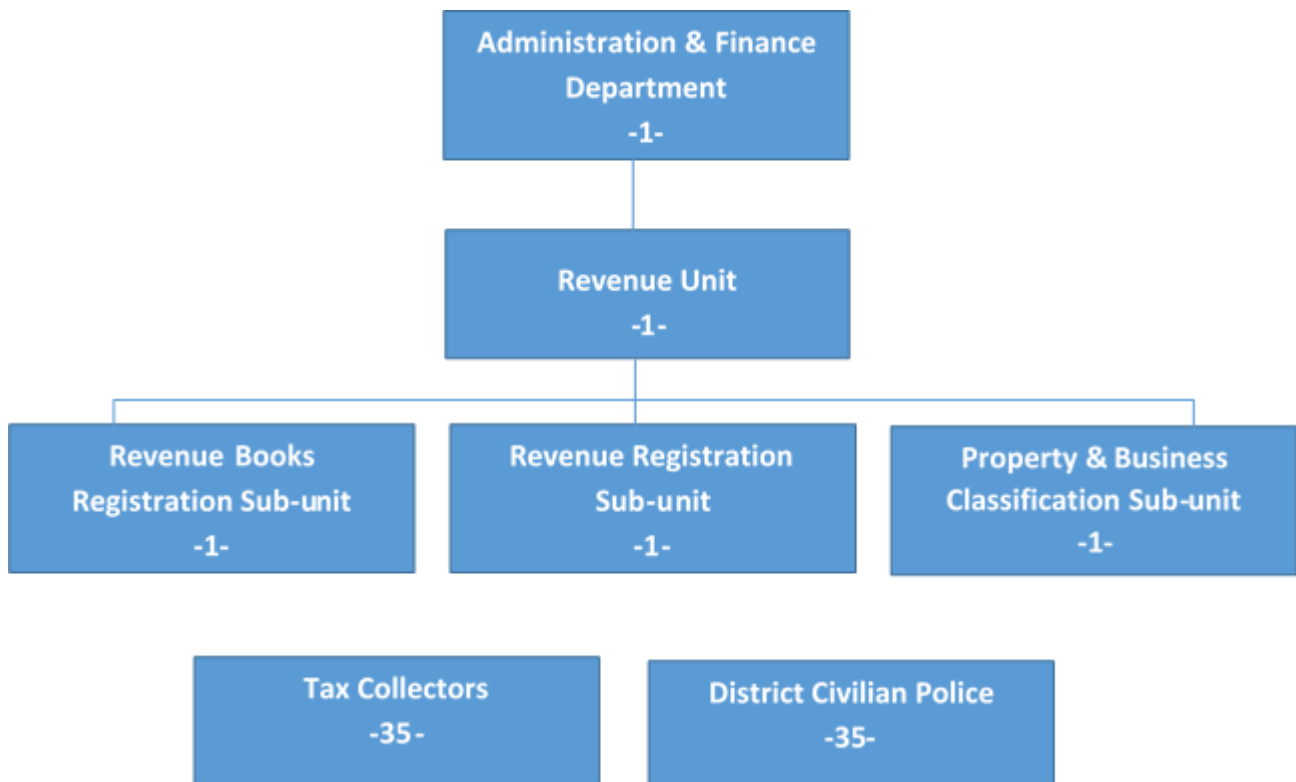 Administration & Finance
Department
-1-
Revenue Unit
-1-
Revenue Books
Registration Sub-unit
-1-
Revenue Registration
Sub-unit
-1-
Property & Business
Classification Sub-unit
-1-
Tax Collectors
-35-
District Civilian Police
-35-